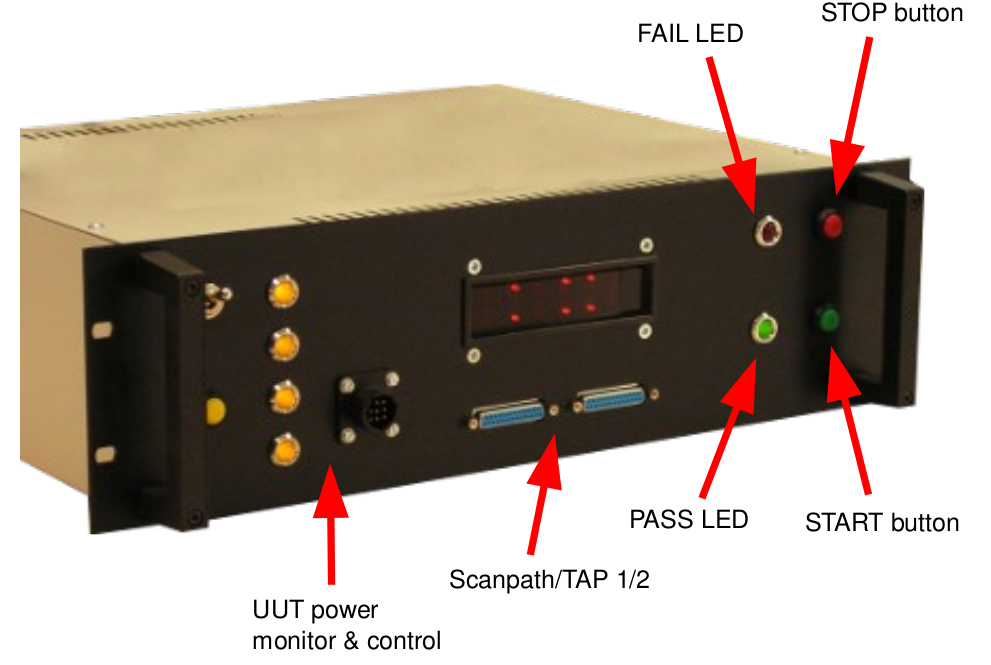 STOP button
FAIL LED
PASS LED
START button
Scanpath/TAP 1/2
UUT power
monitor & control